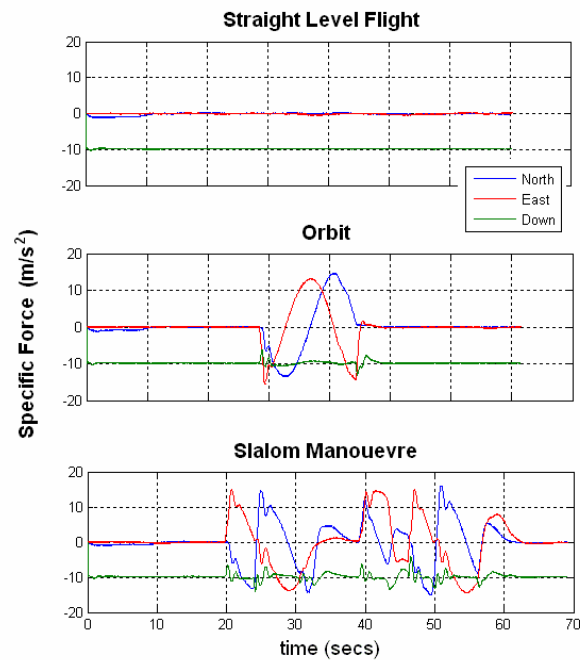 Straight Level Flight
20
10
0
-10
-20
North
East
Down
Orbit
20
10
0
-10
-20
Specific Force (m/s²)
Slalom Manouevre
20
10
0
-10
-20
0 10 20 30 40 50 60 70
time (secs)